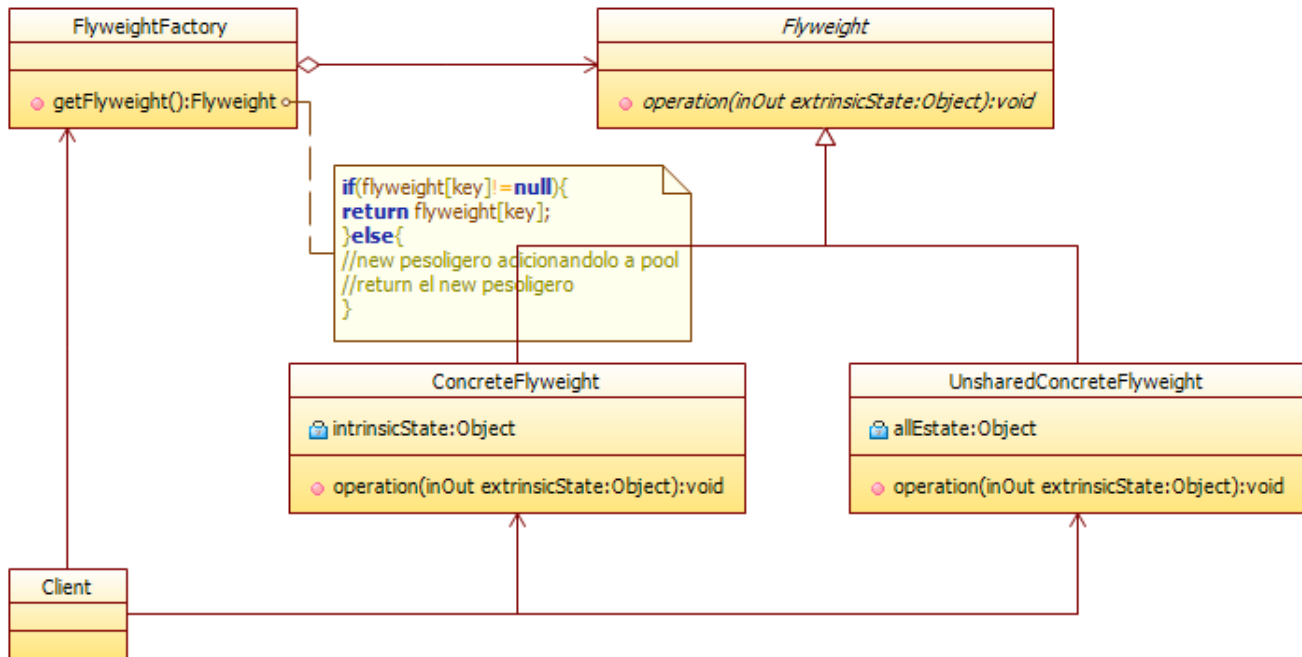 FlyweightFactory
getFlyweight():Flyweight
Flyweight
operation(inOut extrinsicState:Object):void
if(flyweight[key]!=null){
return flyweight[key];
}else{
//new pesoligero adicionandolo a pool
//return el new pesoligero
}
ConcreteFlyweight
intrinsicState:Object
operation(inOut extrinsicState:Object):void
UnsharedConcreteFlyweight
allEstate:Object
operation(inOut extrinsicState:Object):void
Client